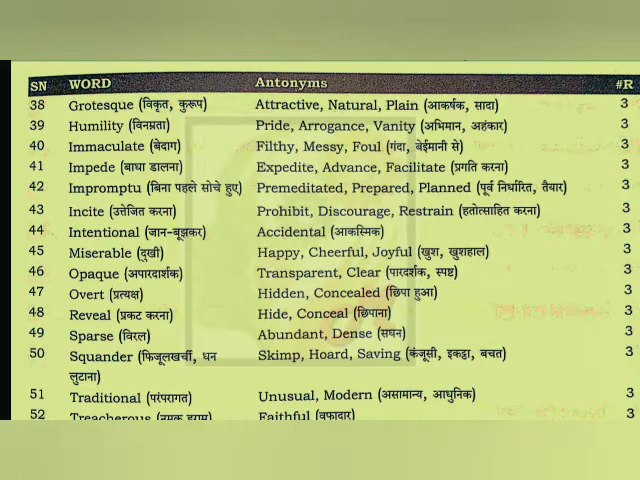 SN WORD Antonyms #R
38 Grotesque (विकृत, कुरूप) Attractive, Natural, Plain (आकर्षक, सादा) 3
39 Humility (विनम्रता) Pride, Arrogance, Vanity (अभिमान, अहंकार) 3
40 Immaculate (बेदाग) Filthy, Messy, Foul (गंदा, बेईमानी से) 3
41 Impede (बाधा डालना) Expedite, Advance, Facilitate (प्रगति करना) 3
42 Impromptu (बिना पहले सोचे हुए) Premeditated, Prepared, Planned (पूर्व निर्धारित, तैयार) 3
43 Incite (उत्तेजित करना) Prohibit, Discourage, Restrain (हतोत्साहित करना) 3
44 Intentional (जान-बूझकर) Accidental (आकस्मिक) 3
45 Miserable (दुखी) Happy, Cheerful, Joyful (खुश, खुशहाल) 3
46 Opaque (अपारदार्शक) Transparent, Clear (पारदर्शक, स्पष्ट) 3
47 Overt (प्रत्यक्ष) Hidden, Concealed (छिपा हुआ) 3
48 Reveal (प्रकट करना) Hide, Conceal (छिपाना) 3
49 Sparse (विरल) Abundant, Dense (सघन) 3
50 Squander (फिजूलखर्ची, धन Skimp, Hoard, Saving (कंजूसी, इकट्ठा, बचत) 3
लुटाना)
51 Traditional (परंपरागत) Unusual, Modern (असामान्य, आधुनिक) 3
52 Treacherous (नमक हराम) Faithful (वफादार) 3